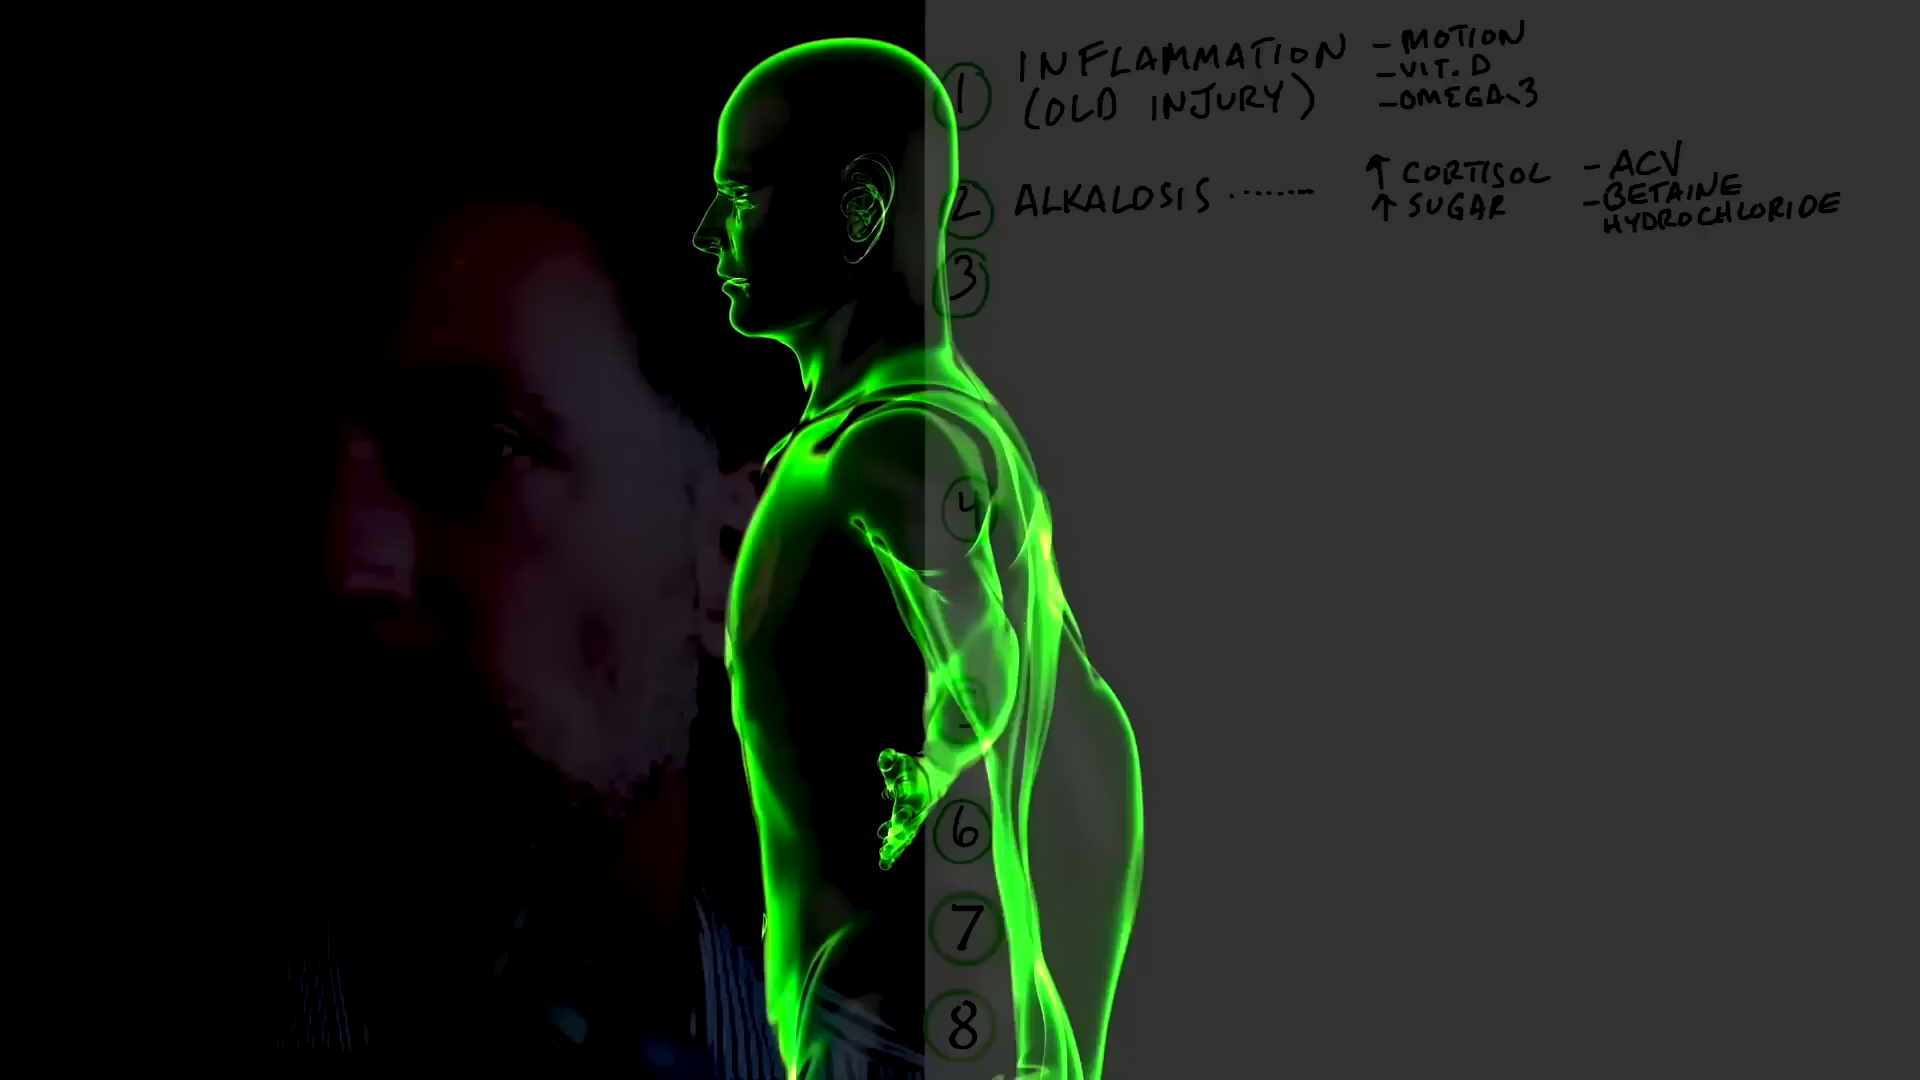 1 INFLAMMATION - MOTION
(OLD INJURY) - VIT. D
- OMEGA-3
2 ALKALOSIS ........ ↑ CORTISOL - ACV
↑ SUGAR - BETAINE
HYDROCHLORIDE
3
4
5
6
7
8